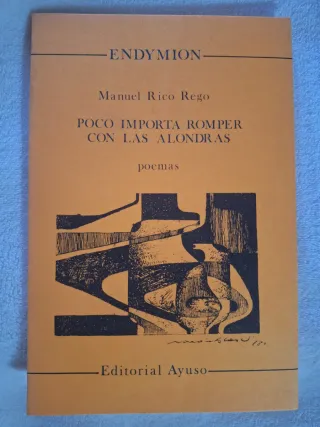 ENDYMION
Manuel Rico Rego
POCO IMPORTA ROMPER
CON LAS ALONDRAS
poemas
Editorial Ayuso